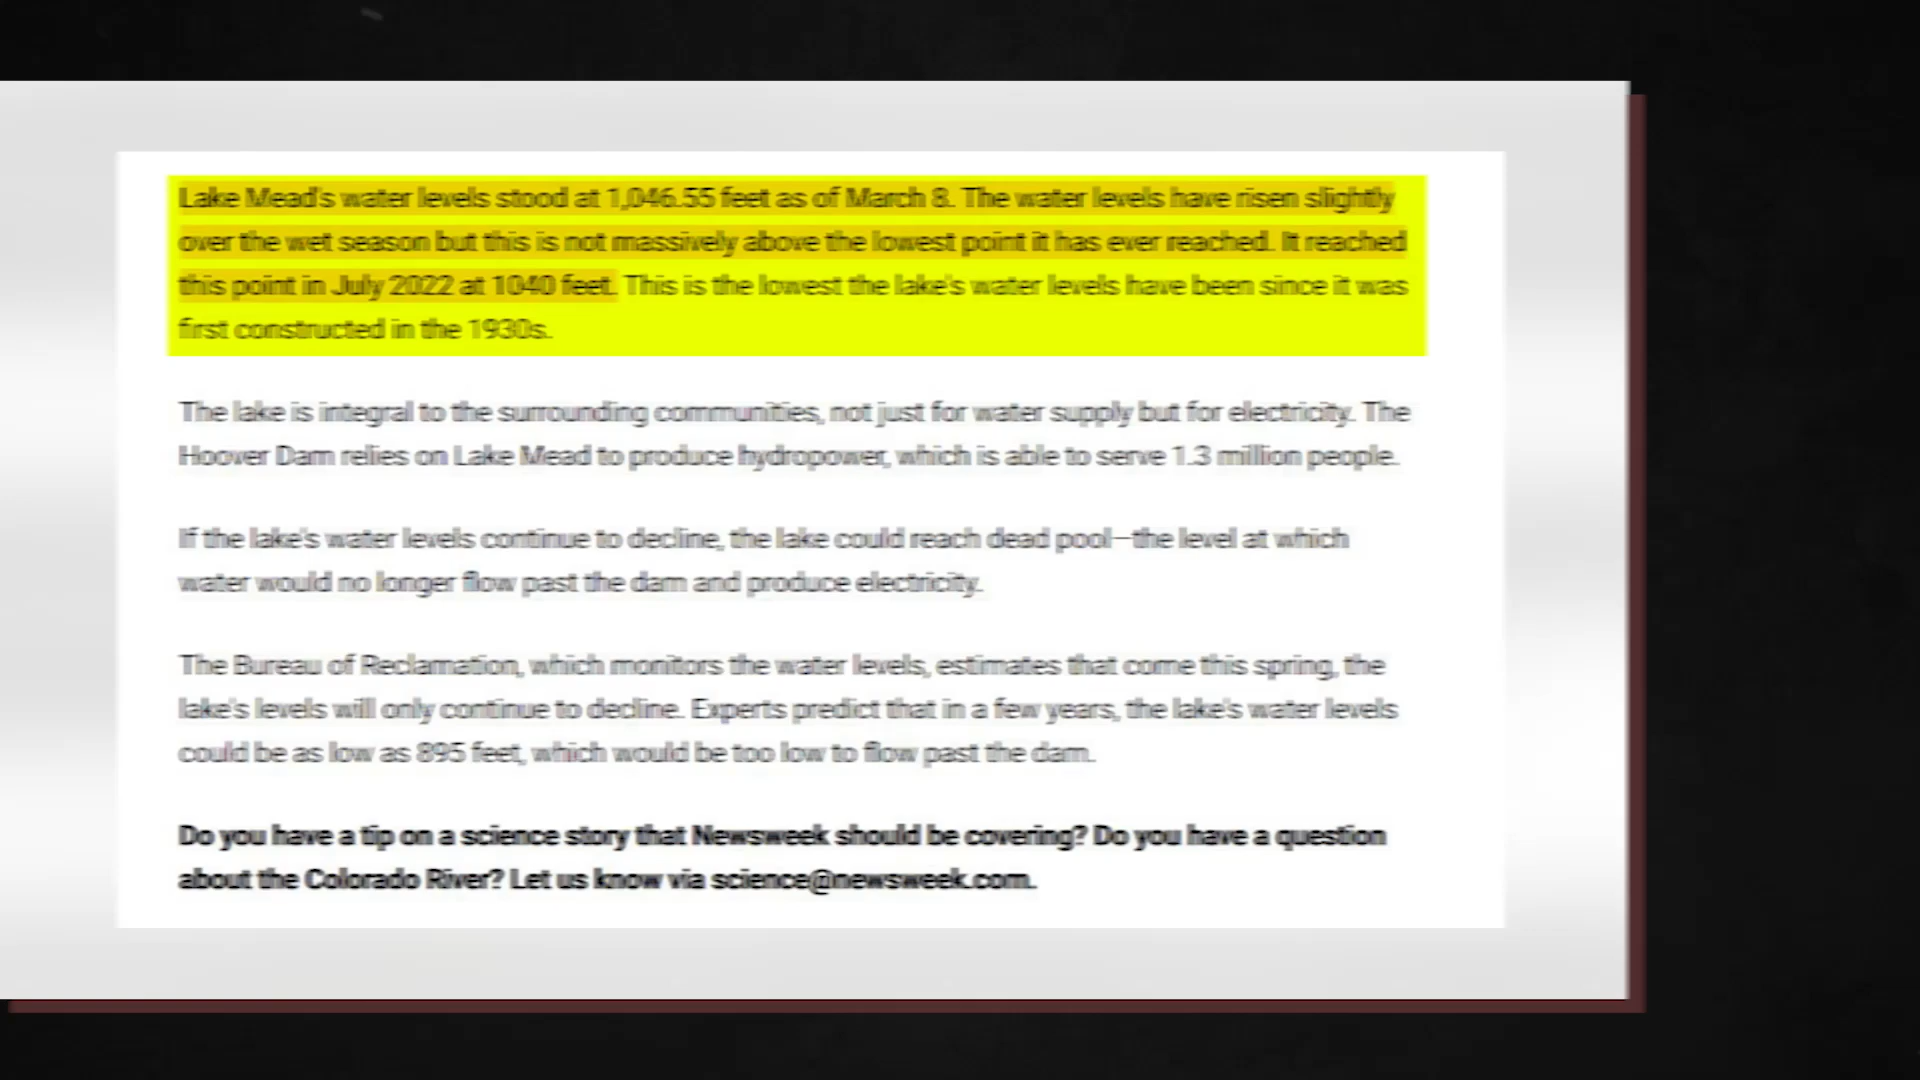 Lake Mead's water levels stood at 1,046.55 feet as of March 8. The water levels have risen slightly
over the wet season but this is not massively above the lowest point it has ever reached. It reached
this point in July 2022 at 1040 feet. This is the lowest the lake's water levels have been since it was
first constructed in the 1930s.
The lake is integral to the surrounding communities, not just for water supply but for electricity. The
Hoover Dam relies on Lake Mead to produce hydropower, which is able to serve 1.3 million people.
If the lake's water levels continue to decline, the lake could reach dead pool—the level at which
water would no longer flow past the dam and produce electricity.
The Bureau of Reclamation, which monitors the water levels, estimates that come this spring, the
lake's levels will only continue to decline. Experts predict that in a few years, the lake's water levels
could be as low as 895 feet, which would be too low to flow past the dam.
Do you have a tip on a science story that Newsweek should be covering? Do you have a question
about the Colorado River? Let us know via science@newsweek.com.